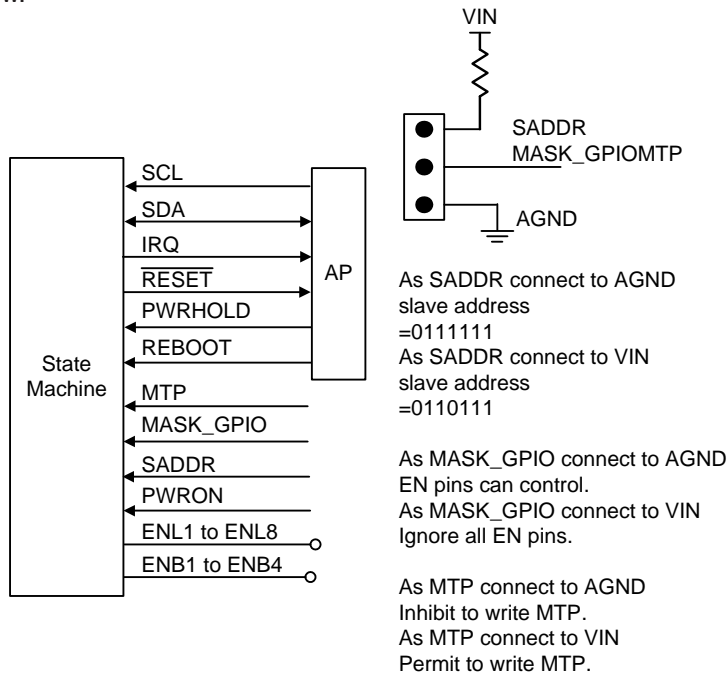 VIN
SADDR
MASK_GPIOMTP
AGND
SCL
SDA
IRQ
RESET
PWRHOLD
REBOOT
AP
State
Machine
MTP
MASK_GPIO
SADDR
PWRON
ENL1 to ENL8
ENB1 to ENB4
As SADDR connect to AGND
slave address
=0111111
As SADDR connect to VIN
slave address
=0110111
As MASK_GPIO connect to AGND
EN pins can control.
As MASK_GPIO connect to VIN
Ignore all EN pins.
As MTP connect to AGND
Inhibit to write MTP.
As MTP connect to VIN
Permit to write MTP.